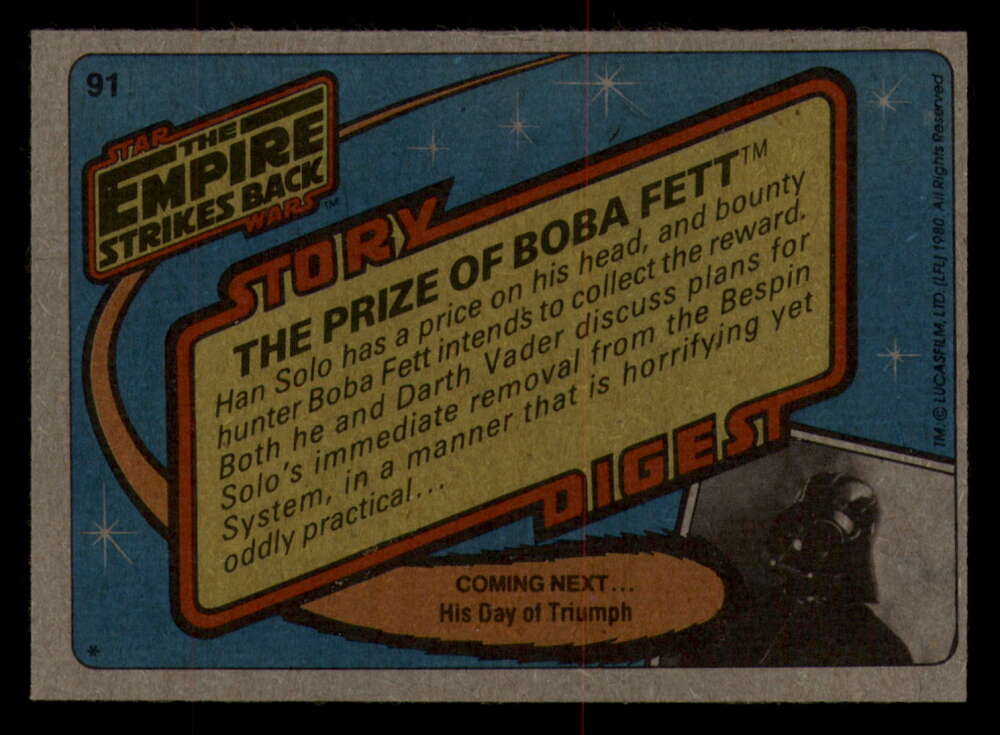 91
STAR
THE
EMPIRE
STRIKES BACK
WARS™
STORY
THE PRIZE OF BOBA FETT™
Han Solo has a price on his head, and bounty
hunter Boba Fett intends to collect the reward.
Both he and Darth Vader discuss plans for
Solo's immediate removal from the Bespin
System, in a manner that is horrifying yet
oddly practical...
DIGEST
COMING NEXT...
His Day of Triumph
*
TM: © LUCASFILM, LTD. (LFL) 1980. All Rights Reserved